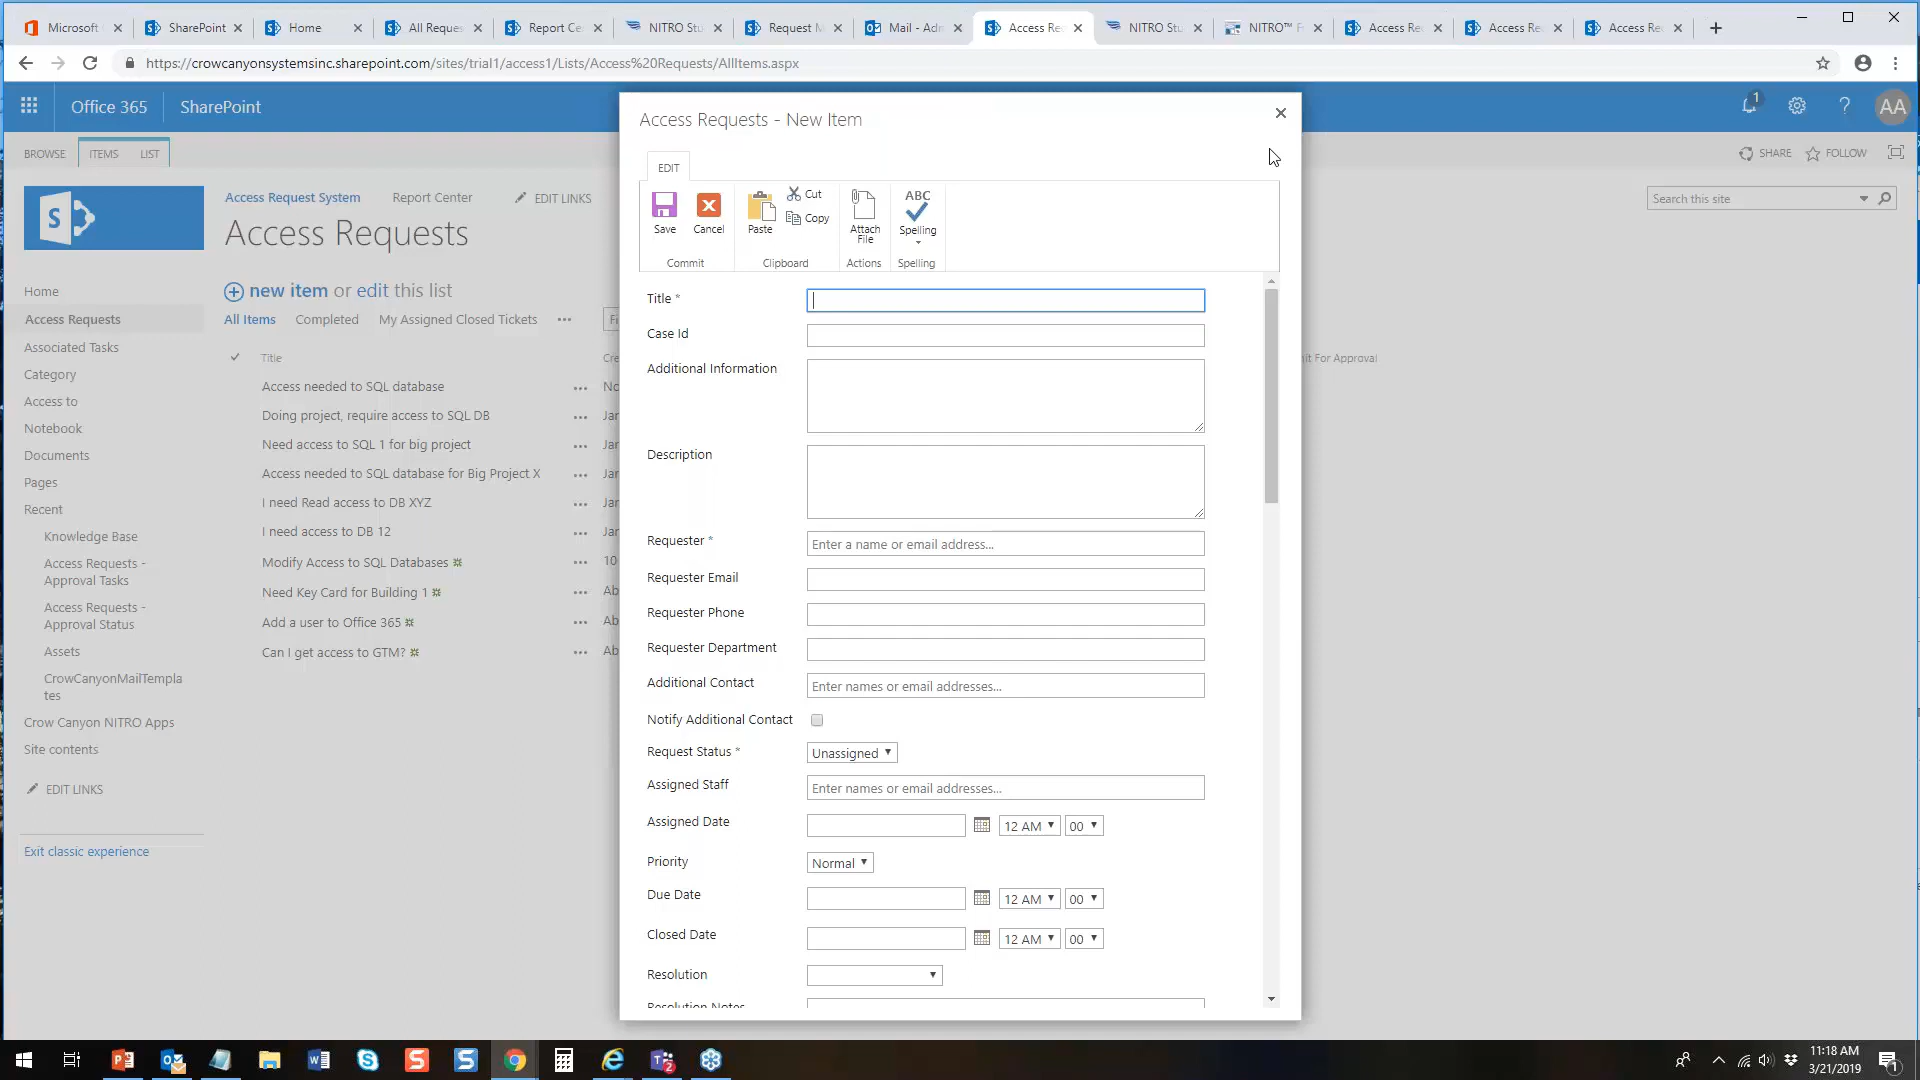 Microsoft
SharePoint
Home
All Reques
Report Ce
NITRO Stu
Request M
Mail - Adm
Access Re
NITRO Stu
NITRO™ F
Access Re
Access Re
Access Re
https://crowcanyonsystemsinc.sharepoint.com/sites/trial1/access1/Lists/Access%20Requests/AllItems.aspx
Office 365
SharePoint
1
?
AA
BROWSE
ITEMS
LIST
SHARE
FOLLOW
Access Request System
Report Center
EDIT LINKS
Search this site
Access Requests
new item or edit this list
All Items
Completed
My Assigned Closed Tickets
Title
Access needed to SQL database
Doing project, require access to SQL DB
Need access to SQL 1 for big project
Access needed to SQL database for Big Project X
I need Read access to DB XYZ
I need access to DB 12
Modify Access to SQL Databases
Need Key Card for Building 1
Add a user to Office 365
Can I get access to GTM?
10
Home
Access Requests
Associated Tasks
Category
Access to
Notebook
Documents
Pages
Recent
Knowledge Base
Access Requests -
Approval Tasks
Access Requests -
Approval Status
Assets
CrowCanyonMailTempla
tes
Crow Canyon NITRO Apps
Site contents
EDIT LINKS
Exit classic experience
it For Approval
Access Requests - New Item
EDIT
Save
Cancel
Commit
Paste
Cut
Copy
Clipboard
Attach
File
Actions
ABC
Spelling
Spelling
Title *
Case Id
Additional Information
Description
Requester *
Enter a name or email address...
Requester Email
Requester Phone
Requester Department
Additional Contact
Enter names or email addresses...
Notify Additional Contact
Request Status *
Unassigned
Assigned Staff
Enter names or email addresses...
Assigned Date
12 AM
00
Priority
Normal
Due Date
12 AM
00
Closed Date
12 AM
00
Resolution
Resolution Notes
11:18 AM
3/21/2019